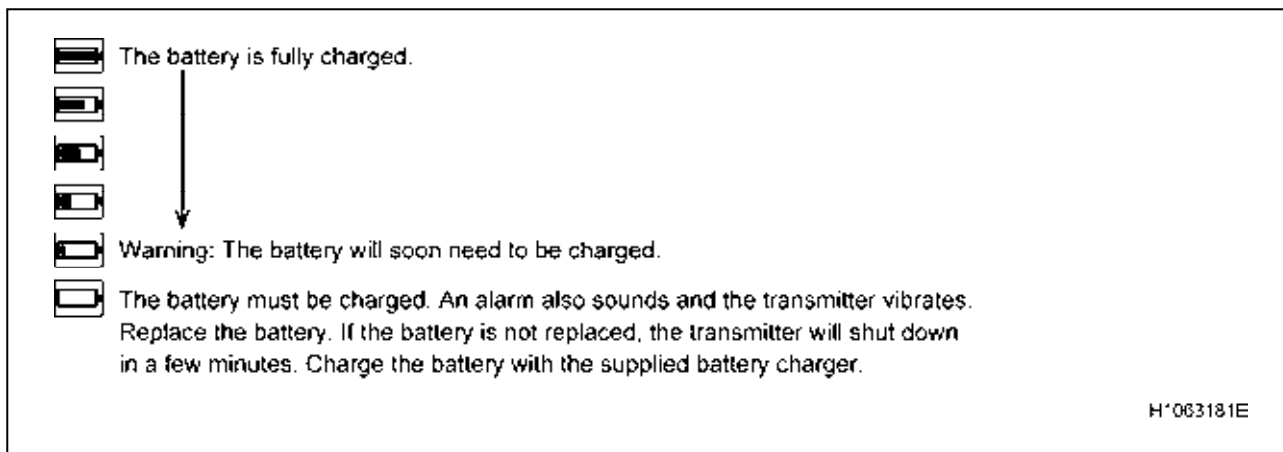 The battery is fully charged.
Warning: The battery will soon need to be charged.
The battery must be charged. An alarm also sounds and the transmitter vibrates.
Replace the battery. If the battery is not replaced, the transmitter will shut down
in a few minutes. Charge the battery with the supplied battery charger.
H1063181E